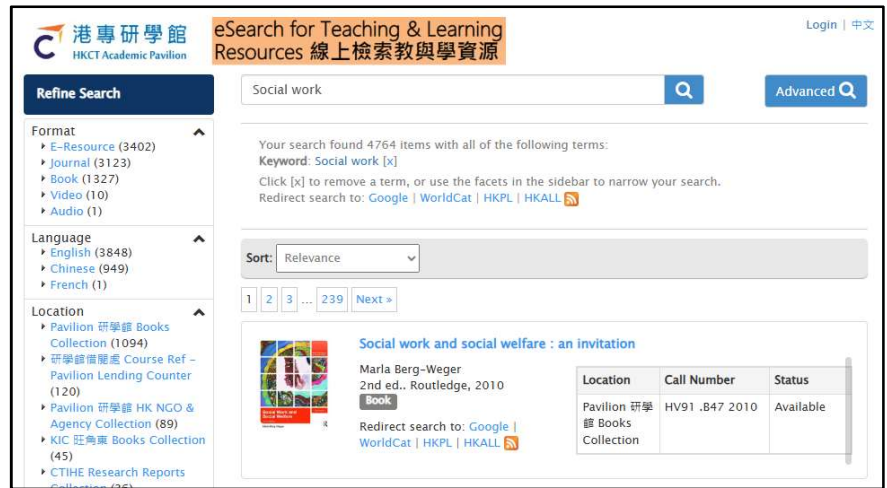 港專研學館
HKCT Academic Pavilion
eSearch for Teaching & Learning
Resources 線上檢索教與學資源
Login | 中文
Refine Search
Social work
Advanced
Format
E-Resource (3402)
Journal (3123)
Book (1327)
Video (10)
Audio (1)
Language
English (3848)
Chinese (949)
French (1)
Location
Pavilion 研學館 Books
Collection (1094)
研學館借閱處 Course Ref –
Pavilion Lending Counter
(120)
Pavilion 研學館 HK NGO &
Agency Collection (89)
KIC 旺角東 Books Collection
(45)
CTIHE Research Reports
Collection (36)
Your search found 4764 items with all of the following terms:
Keyword: Social work [x]
Click [x] to remove a term, or use the facets in the sidebar to narrow your search.
Redirect search to: Google | WorldCat | HKPL | HKALL
Sort: Relevance
1 2 3 ... 239 Next »
Social work and social welfare : an invitation
Marla Berg-Weger
2nd ed.. Routledge, 2010
Book
Redirect search to: Google |
WorldCat | HKPL | HKALL
Location Call Number Status
Pavilion 研學 HV91 .B47 2010 Available
館 Books
Collection